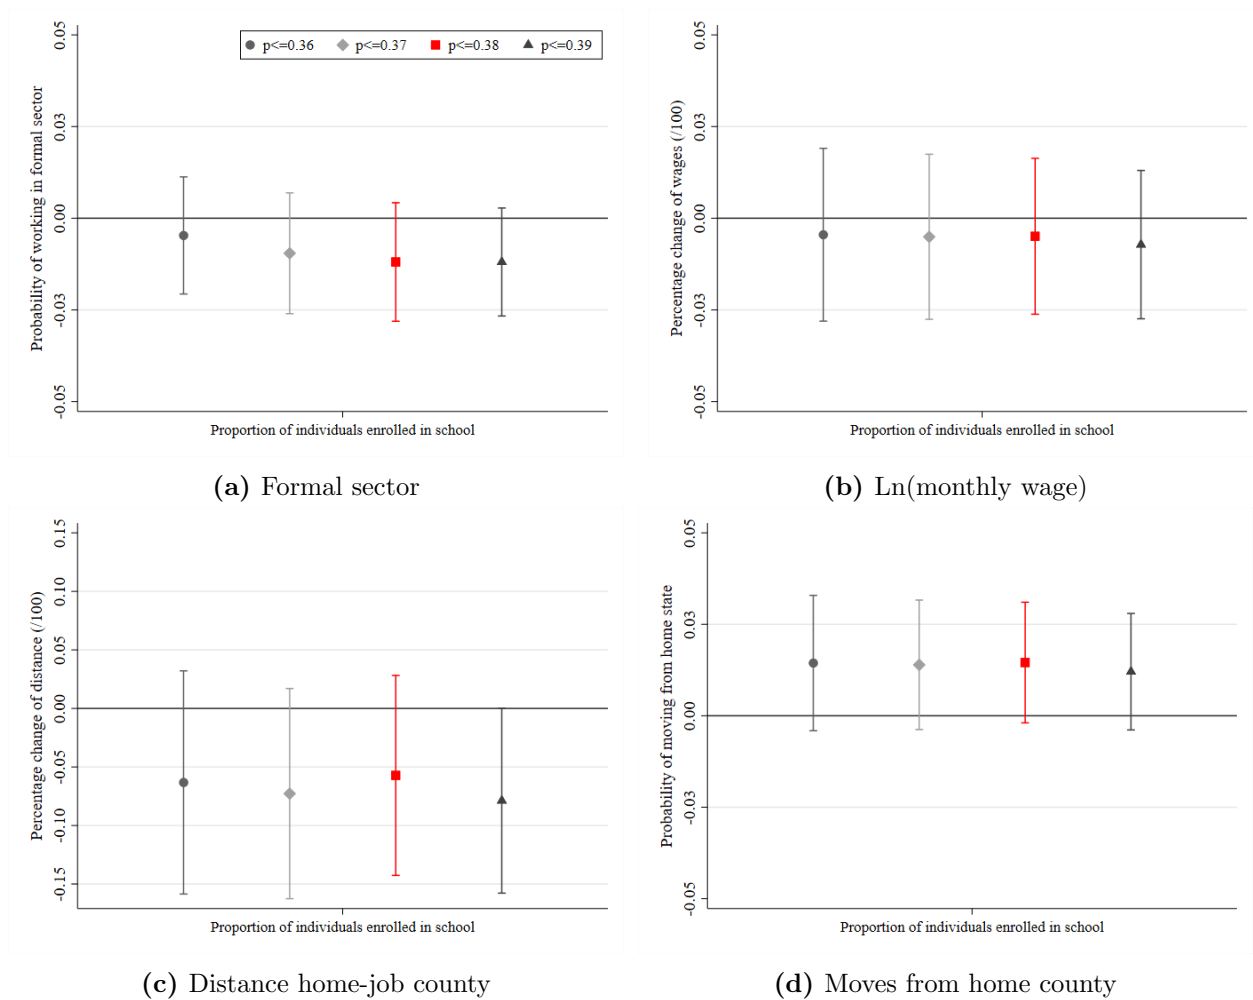 p<=0.36 p<=0.37 p<=0.38 p<=0.39
Probability of working in formal sector
0.05
0.03
0.00
-0.03
-0.05
Proportion of individuals enrolled in school
(a) Formal sector
Percentage change of wages (/100)
0.05
0.03
0.00
-0.03
-0.05
Proportion of individuals enrolled in school
(b) Ln(monthly wage)
Percentage change of distance (/100)
0.15
0.10
0.05
0.00
-0.05
-0.10
-0.15
Proportion of individuals enrolled in school
(c) Distance home-job county
Probability of moving from home state
0.05
0.03
0.00
-0.03
-0.05
Proportion of individuals enrolled in school
(d) Moves from home county